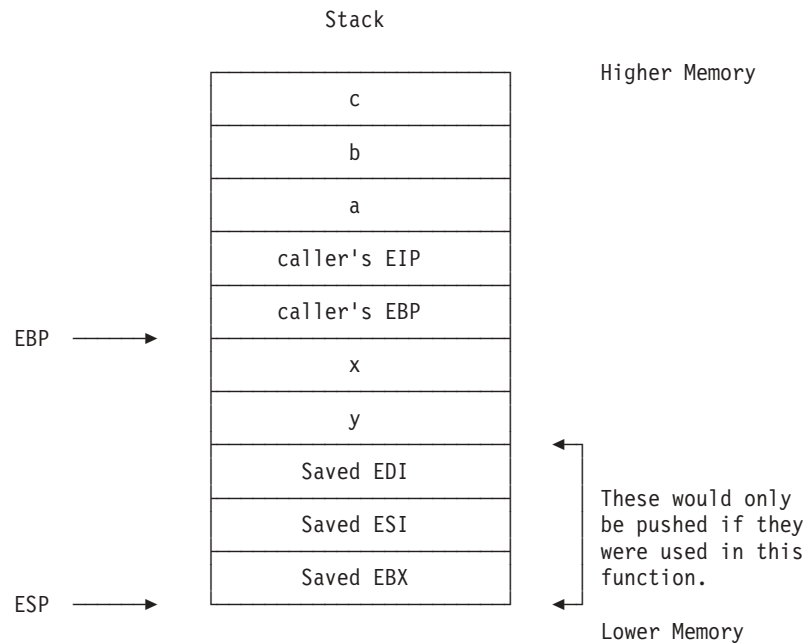 Stack
Higher Memory
c
b
a
caller's EIP
caller's EBP
EBP
x
y
Saved EDI
These would only
be pushed if they
were used in this
function.
Saved ESI
Saved EBX
ESP
Lower Memory